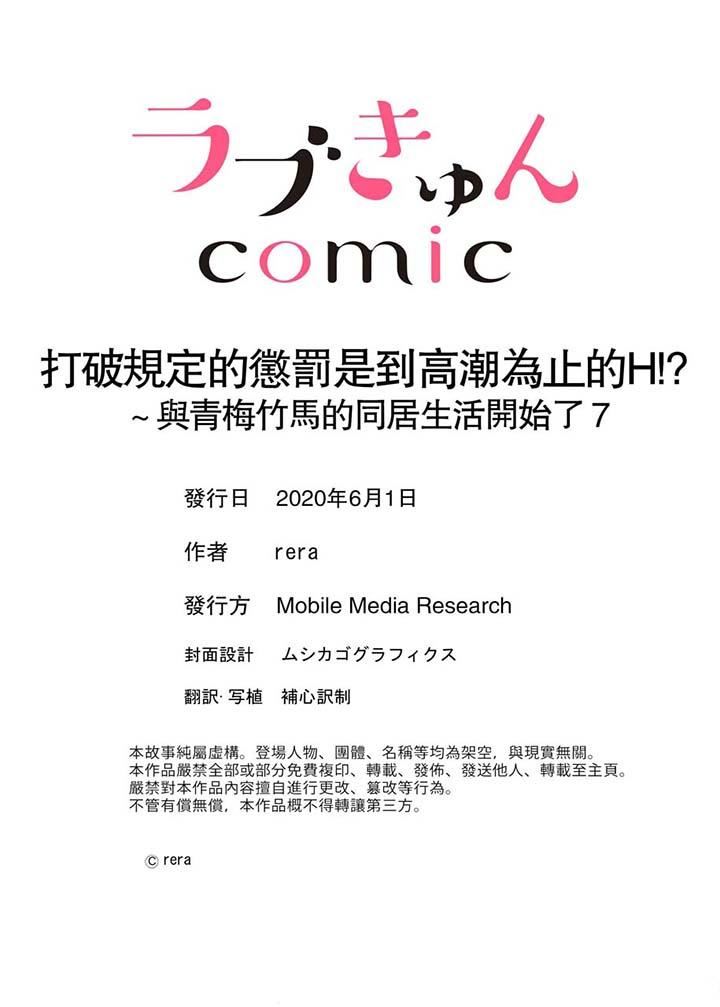 ラブきゅん
comic
打破規定的懲罰是到高潮為止的H!?
～與青梅竹馬的同居生活開始了 7
發行日 2020年6月1日
作者 rera
發行方 Mobile Media Research
封面設計 ムシカゴグラフィクス
翻訳·写植 補心訳制
本故事純屬虛構。登場人物、團體、名稱等均為架空，與現實無關。
本作品嚴禁全部或部分免費複印、轉載、發佈、發送他人、轉載至主頁。
嚴禁對本作品內容擅自進行更改、篡改等行為。
不管有償無償，本作品概不得轉讓第三方。
© rera